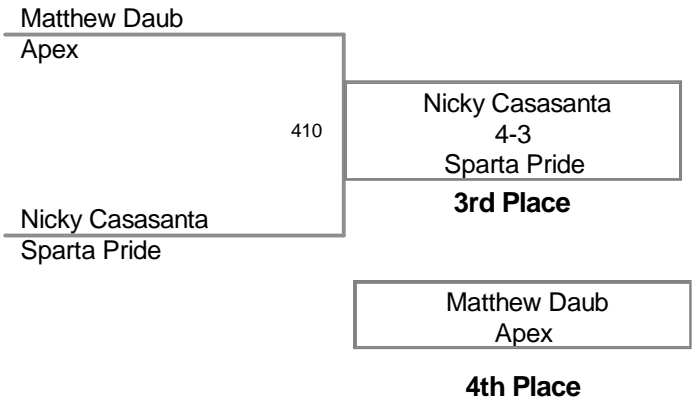 Matthew Daub
Apex
410
Nicky Casasanta
4-3
Sparta Pride
3rd Place
Nicky Casasanta
Sparta Pride
Matthew Daub
Apex
4th Place